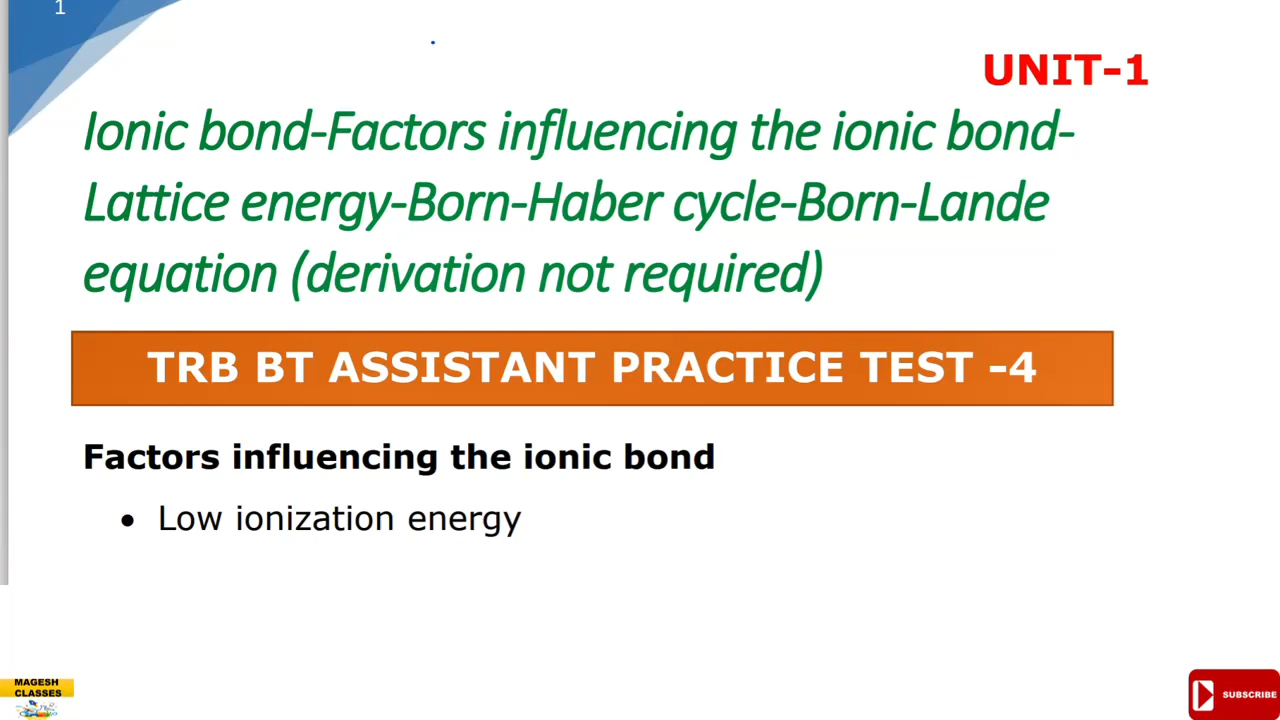 1
UNIT-1
Ionic bond-Factors influencing the ionic bond-
Lattice energy-Born-Haber cycle-Born-Lande
equation (derivation not required)
TRB BT ASSISTANT PRACTICE TEST -4
Factors influencing the ionic bond
• Low ionization energy
MAGESH
CLASSES
SUBSCRIBE